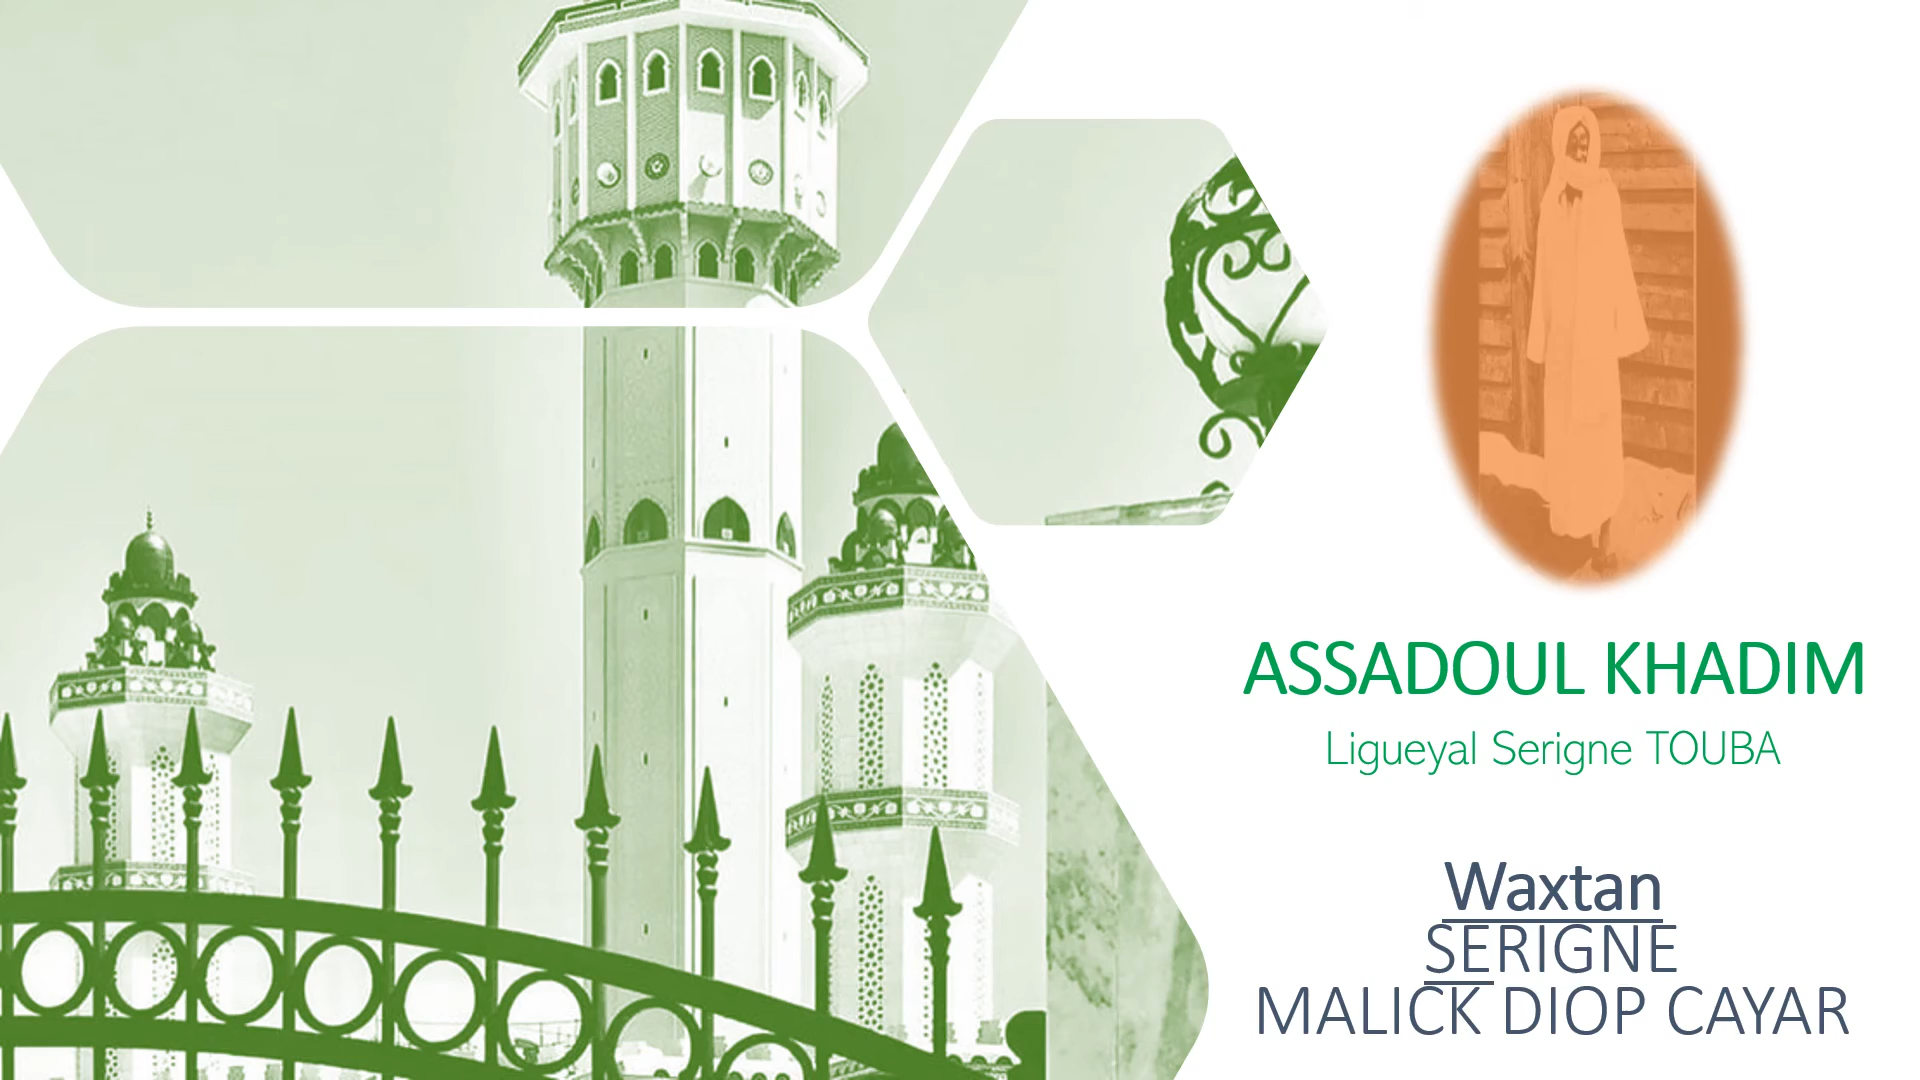 ASSADOUL KHADIM
Ligueyal Serigne TOUBA
Waxtan
SERIGNE
MALICK DIOP CAYAR